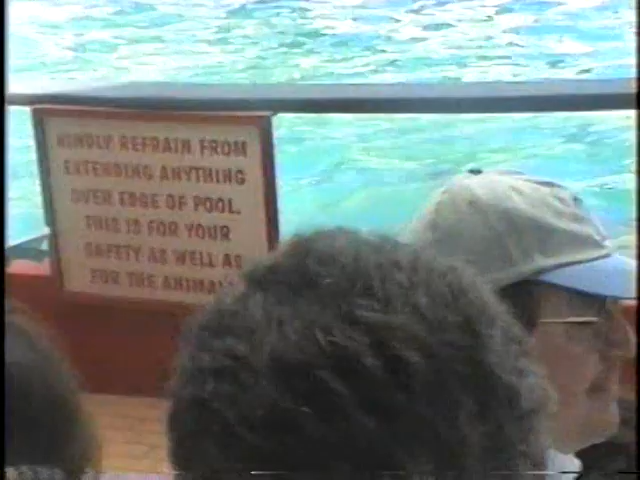 KINDLY REFRAIN FROM
EXTENDING ANYTHING
OVER EDGE OF POOL.
THIS IS FOR YOUR
SAFETY AS WELL AS
FOR THE ANIMA